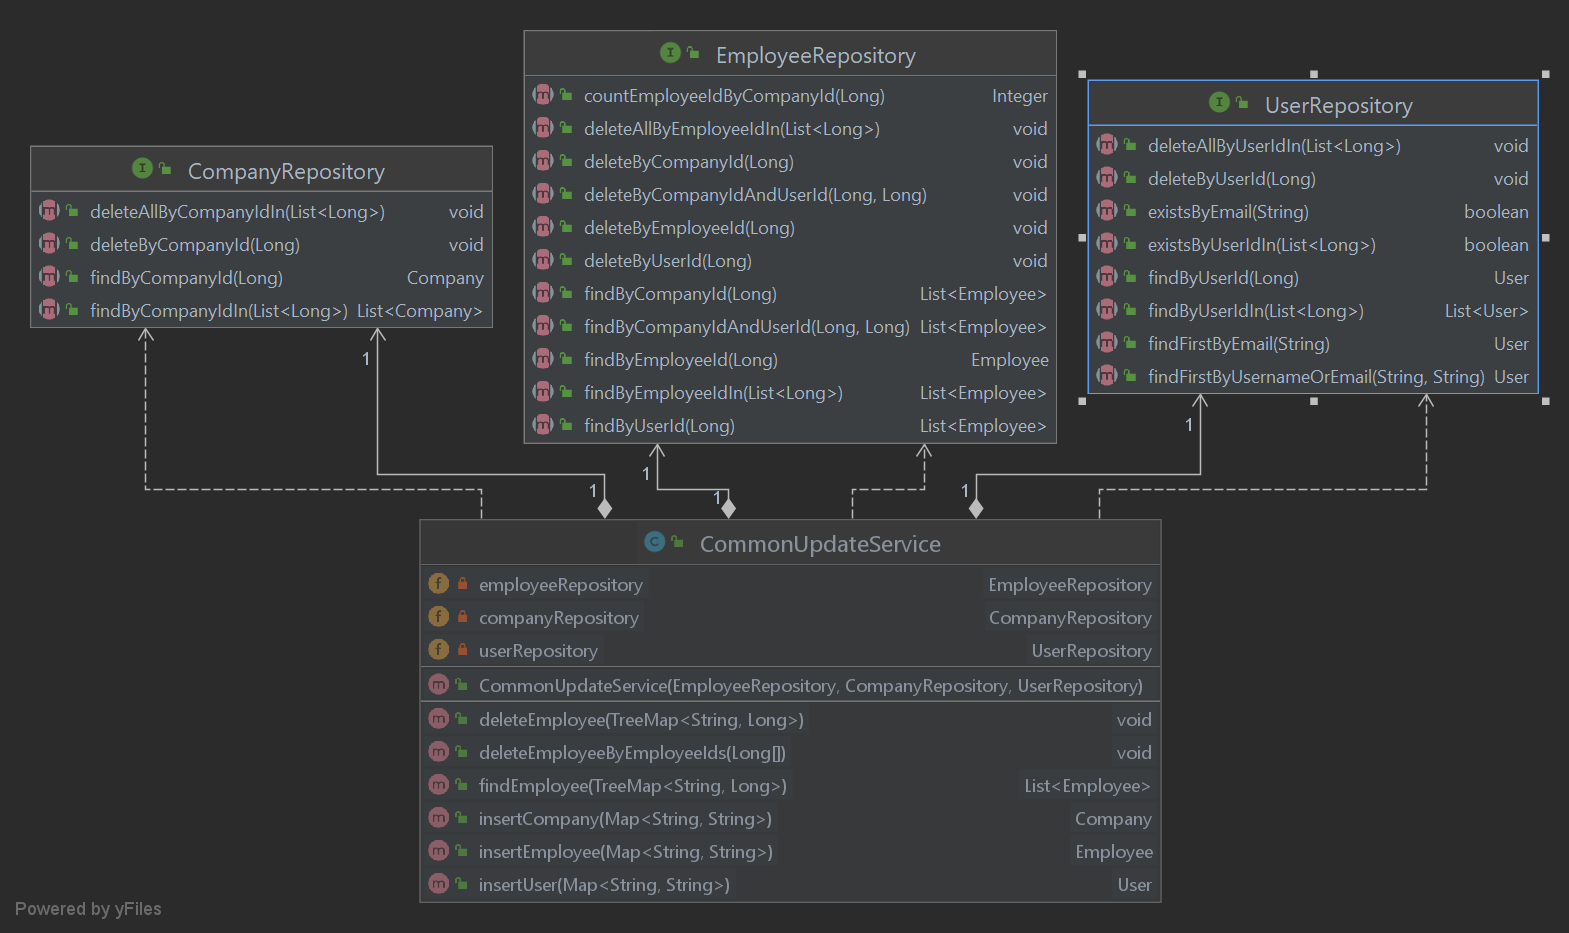 EmployeeRepository
countEmployeeIdByCompanyId(Long) Integer
deleteAllByEmployeeIdIn(List<Long>) void
deleteByCompanyId(Long) void
deleteByCompanyIdAndUserId(Long, Long) void
deleteByEmployeeId(Long) void
deleteByUserId(Long) void
findByCompanyId(Long) List<Employee>
findByCompanyIdAndUserId(Long, Long) List<Employee>
findByEmployeeId(Long) Employee
findByEmployeeIdIn(List<Long>) List<Employee>
findByUserId(Long) List<Employee>
UserRepository
deleteAllByUserIdIn(List<Long>) void
deleteByUserId(Long) void
existsByEmail(String) boolean
existsByUserIdIn(List<Long>) boolean
findByUserId(Long) User
findByUserIdIn(List<Long>) List<User>
findFirstByEmail(String) User
findFirstByUsernameOrEmail(String, String) User
CompanyRepository
deleteAllByCompanyIdIn(List<Long>) void
deleteByCompanyId(Long) void
findByCompanyId(Long) Company
findByCompanyIdIn(List<Long>) List<Company>
1
1
1
1
1
1
CommonUpdateService
employeeRepository EmployeeRepository
companyRepository CompanyRepository
userRepository UserRepository
CommonUpdateService(EmployeeRepository, CompanyRepository, UserRepository)
deleteEmployee(TreeMap<String, Long>) void
deleteEmployeeByEmployeeIds(Long[]) void
findEmployee(TreeMap<String, Long>) List<Employee>
insertCompany(Map<String, String>) Company
insertEmployee(Map<String, String>) Employee
insertUser(Map<String, String>) User
Powered by yFiles